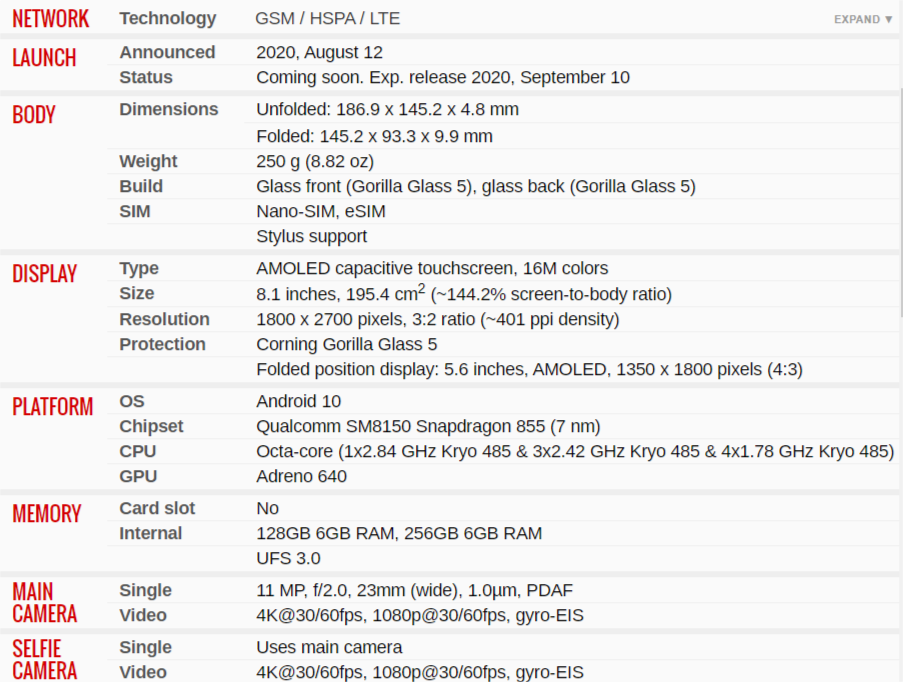 NETWORK Technology GSM / HSPA / LTE EXPAND ▼
LAUNCH Announced 2020, August 12
Status Coming soon. Exp. release 2020, September 10
BODY Dimensions Unfolded: 186.9 x 145.2 x 4.8 mm
Folded: 145.2 x 93.3 x 9.9 mm
Weight 250 g (8.82 oz)
Build Glass front (Gorilla Glass 5), glass back (Gorilla Glass 5)
SIM Nano-SIM, eSIM
Stylus support
DISPLAY Type AMOLED capacitive touchscreen, 16M colors
Size 8.1 inches, 195.4 cm2 (~144.2% screen-to-body ratio)
Resolution 1800 x 2700 pixels, 3:2 ratio (~401 ppi density)
Protection Corning Gorilla Glass 5
Folded position display: 5.6 inches, AMOLED, 1350 x 1800 pixels (4:3)
PLATFORM OS Android 10
Chipset Qualcomm SM8150 Snapdragon 855 (7 nm)
CPU Octa-core (1x2.84 GHz Kryo 485 & 3x2.42 GHz Kryo 485 & 4x1.78 GHz Kryo 485)
GPU Adreno 640
MEMORY Card slot No
Internal 128GB 6GB RAM, 256GB 6GB RAM
UFS 3.0
MAIN CAMERA Single 11 MP, f/2.0, 23mm (wide), 1.0µm, PDAF
Video 4K@30/60fps, 1080p@30/60fps, gyro-EIS
SELFIE CAMERA Single Uses main camera
Video 4K@30/60fps, 1080p@30/60fps, gyro-EIS